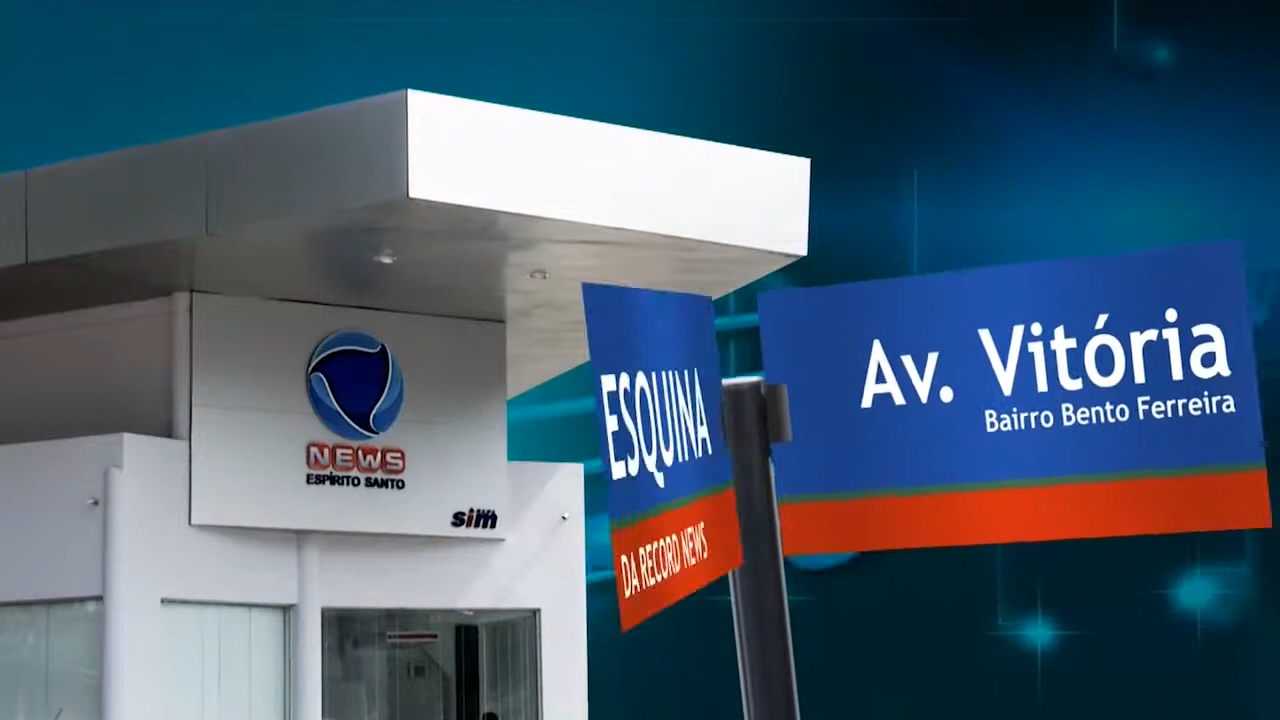 NEWS
ESPÍRITO SANTO
sim
ESQUINA
DA RECORD NEWS
Av. Vitória
Bairro Bento Ferreira